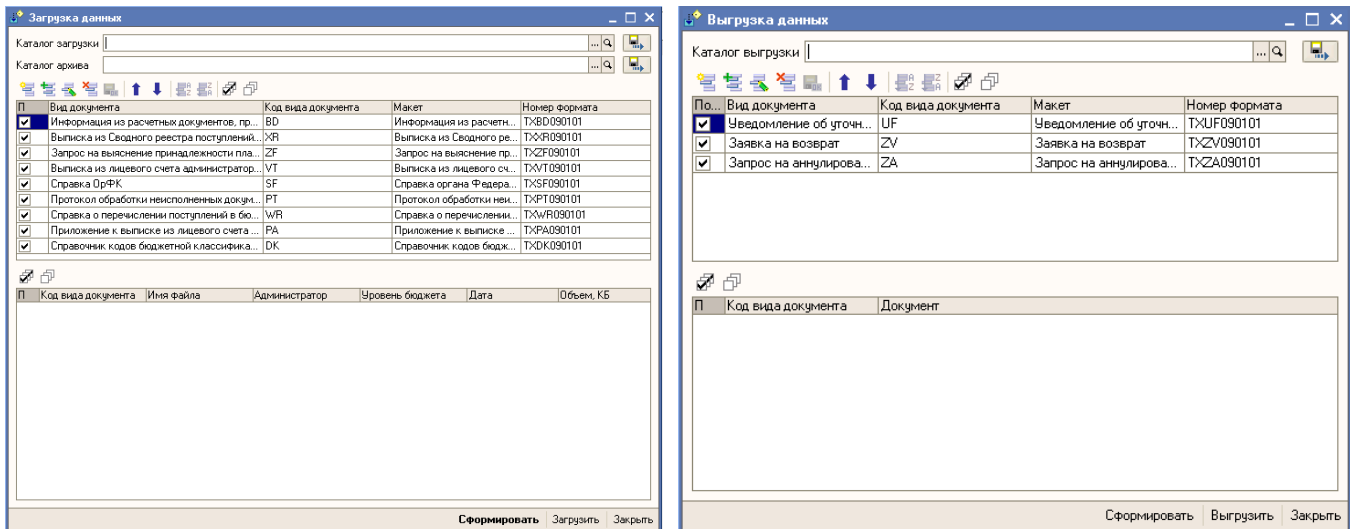 Загрузка данных
Каталог загрузки
Каталог архива
П Вид документа Код вида документа Макет Номер формата
Информация из расчетных документов, пр... BD Информация из расчетн... TXBD090101
Выписка из Сводного реестра поступлений... XR Выписка из Сводного ре... TXXR090101
Запрос на выяснение принадлежности пла... ZF Запрос на выяснение пр... TXZF090101
Выписка из лицевого счета администратор... VT Выписка из лицевого сч... TXVT090101
Справка ОрФК SF Справка органа Федера... TXSF090101
Протокол обработки неисполненных докум... PT Протокол обработки неи... TXPT090101
Справка о перечислении поступлений в бю... WR Справка о перечислении... TXWR090101
Приложение к выписке из лицевого счета ... PA Приложение к выписке ... TXPA090101
Справочник кодов бюджетной классифика... DK Справочник кодов бюдж... TXDK090101
П Код вида документа Имя файла Администратор Уровень бюджета Дата Объем, КБ
Сформировать Загрузить Закрыть
Выгрузка данных
Каталог выгрузки
По... Вид документа Код вида документа Макет Номер формата
Уведомление об уточн... UF Уведомление об уточн... TXUF090101
Заявка на возврат ZV Заявка на возврат TXZV090101
Запрос на аннулирова... ZA Запрос на аннулирова... TXZA090101
П Код вида документа Документ
Сформировать Выгрузить Закрыть